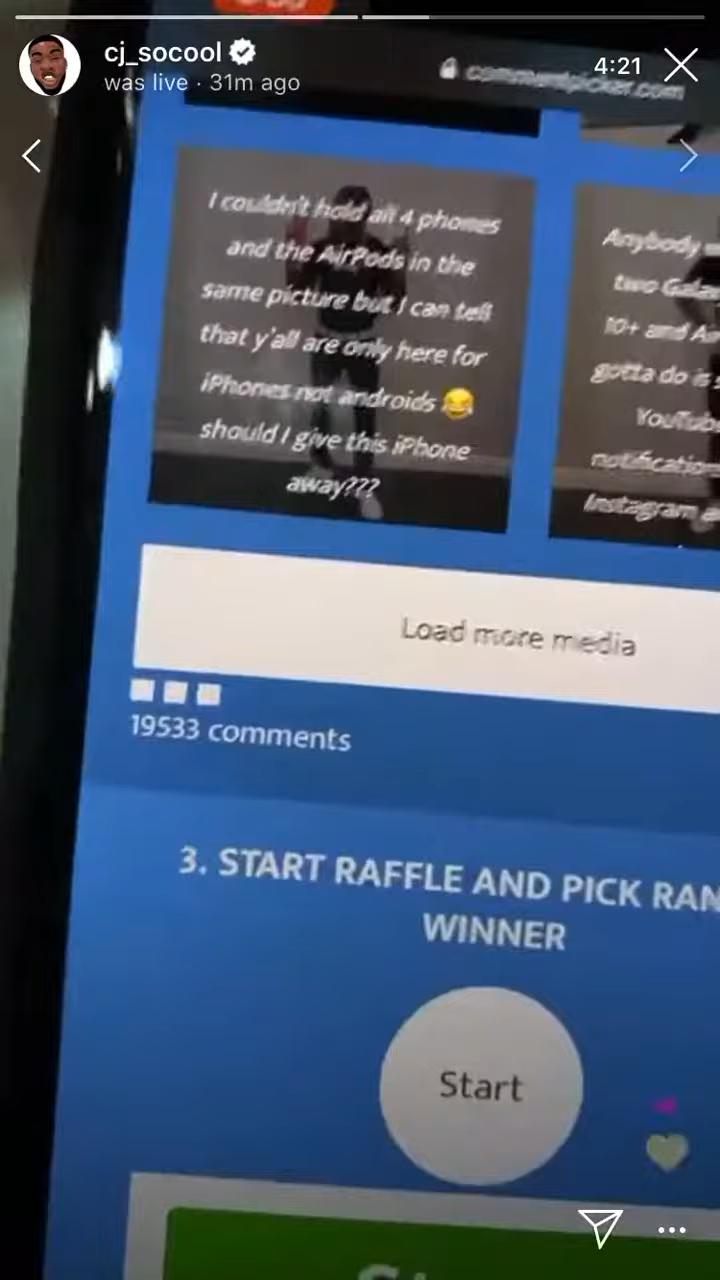 cj_socool
was live · 31m ago
4:21
commentpicker.com
I couldn't hold all 4 phones
and the AirPods in the
same picture but I can tell
that y'all are only here for
iPhones not androids 😂
should I give this iPhone
away???
Anybody
two Galax
10+ and Ai
gotta do is s
YouTube
notification
Instagram a
Load more media
19533 comments
3. START RAFFLE AND PICK RAN
WINNER
Start